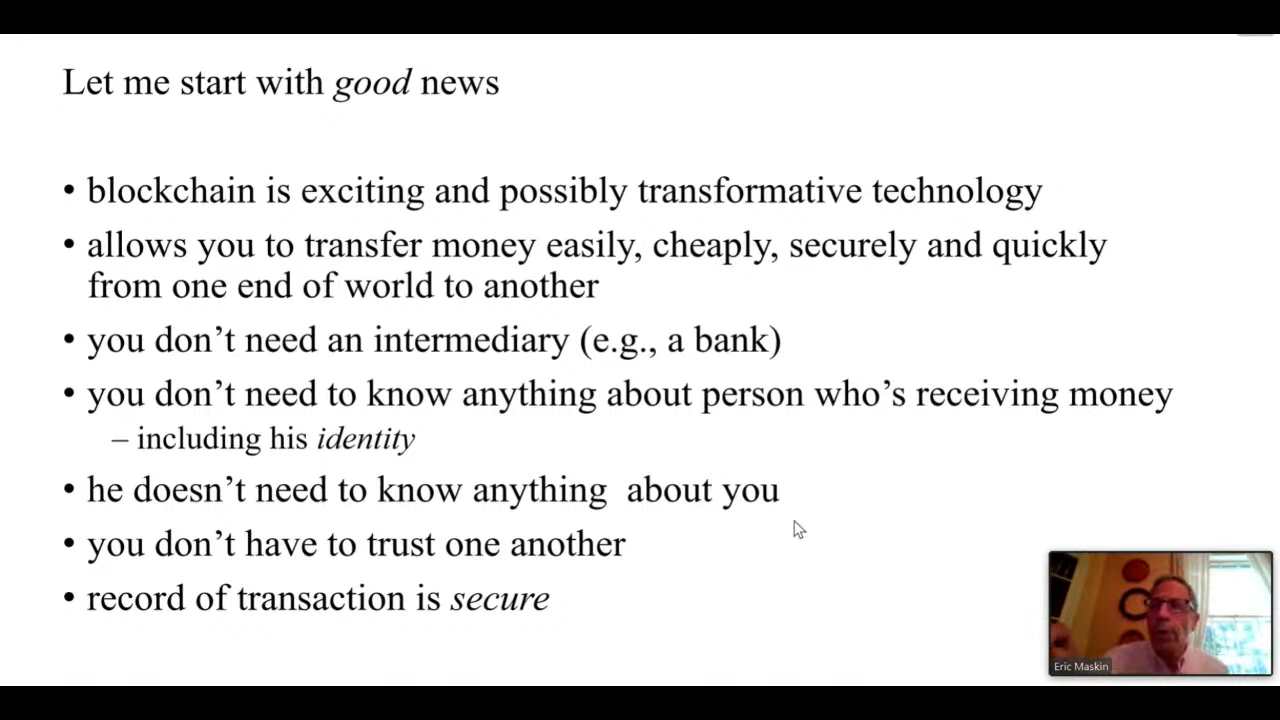 Let me start with good news
• blockchain is exciting and possibly transformative technology
• allows you to transfer money easily, cheaply, securely and quickly
from one end of world to another
• you don’t need an intermediary (e.g., a bank)
• you don’t need to know anything about person who’s receiving money
– including his identity
• he doesn’t need to know anything  about you
• you don’t have to trust one another
• record of transaction is secure
Eric Maskin